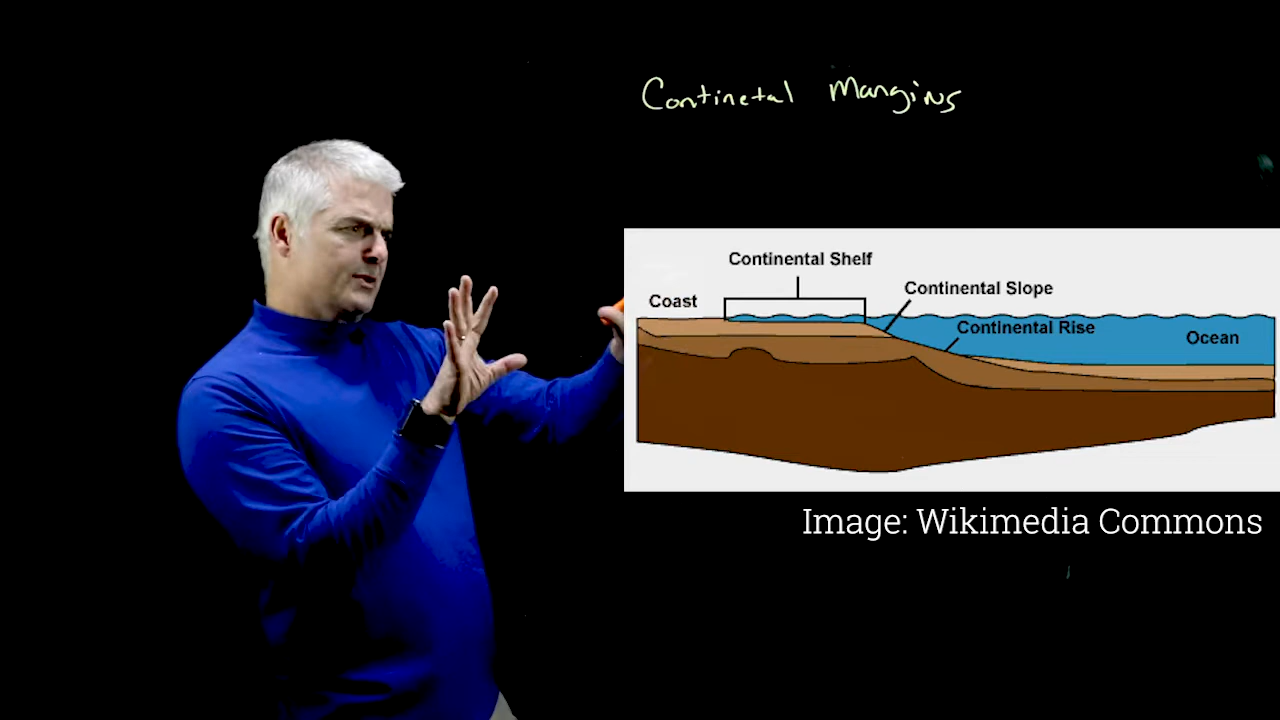 Continetal Margins
Continental Shelf
Continental Slope
Coast
Continental Rise
Ocean
Image: Wikimedia Commons